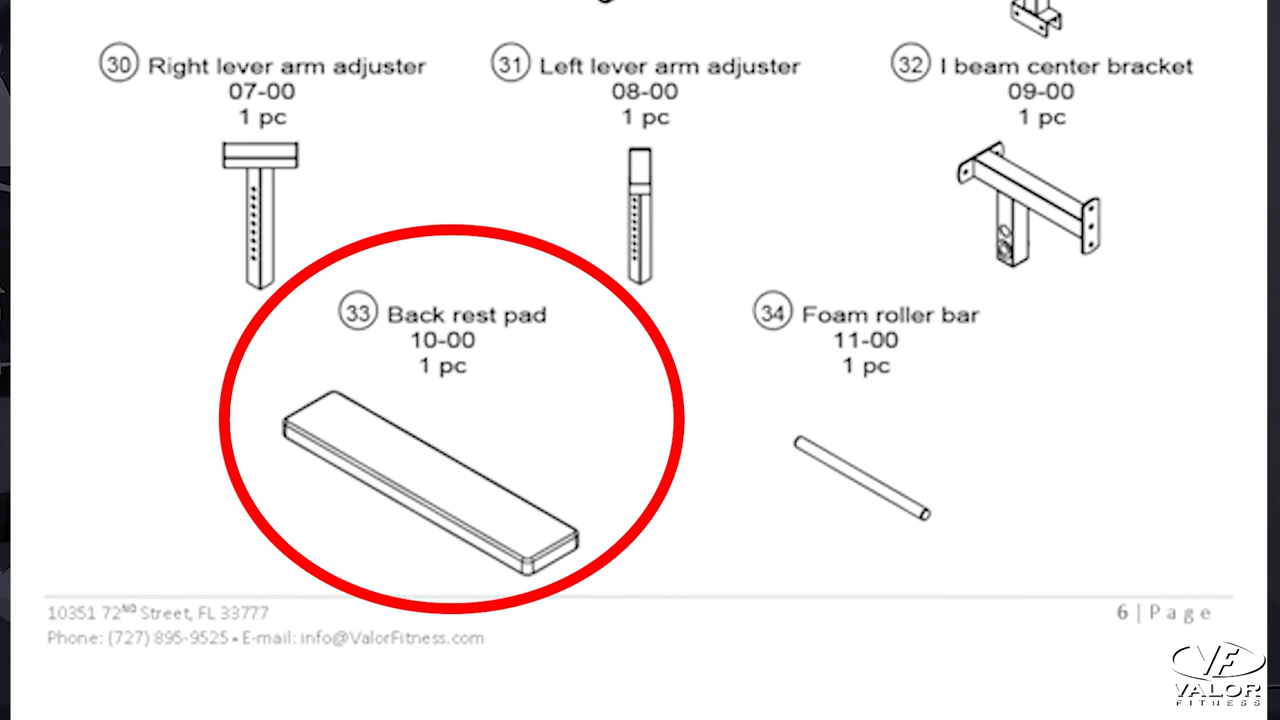 30 Right lever arm adjuster
07-00
1 pc
31 Left lever arm adjuster
08-00
1 pc
32 I beam center bracket
09-00
1 pc
33 Back rest pad
10-00
1 pc
34 Foam roller bar
11-00
1 pc
10351 72ND Street, FL 33777
6 | Page
Phone: (727) 895-9525 • E-mail: info@ValorFitness.com
VF
VALOR
FITNESS